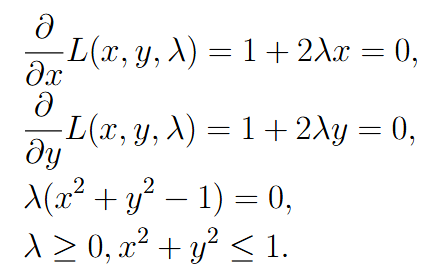 ∂/∂x L(x, y, λ) = 1 + 2λx = 0,
∂/∂y L(x, y, λ) = 1 + 2λy = 0,
λ(x² + y² − 1) = 0,
λ ≥ 0, x² + y² ≤ 1.